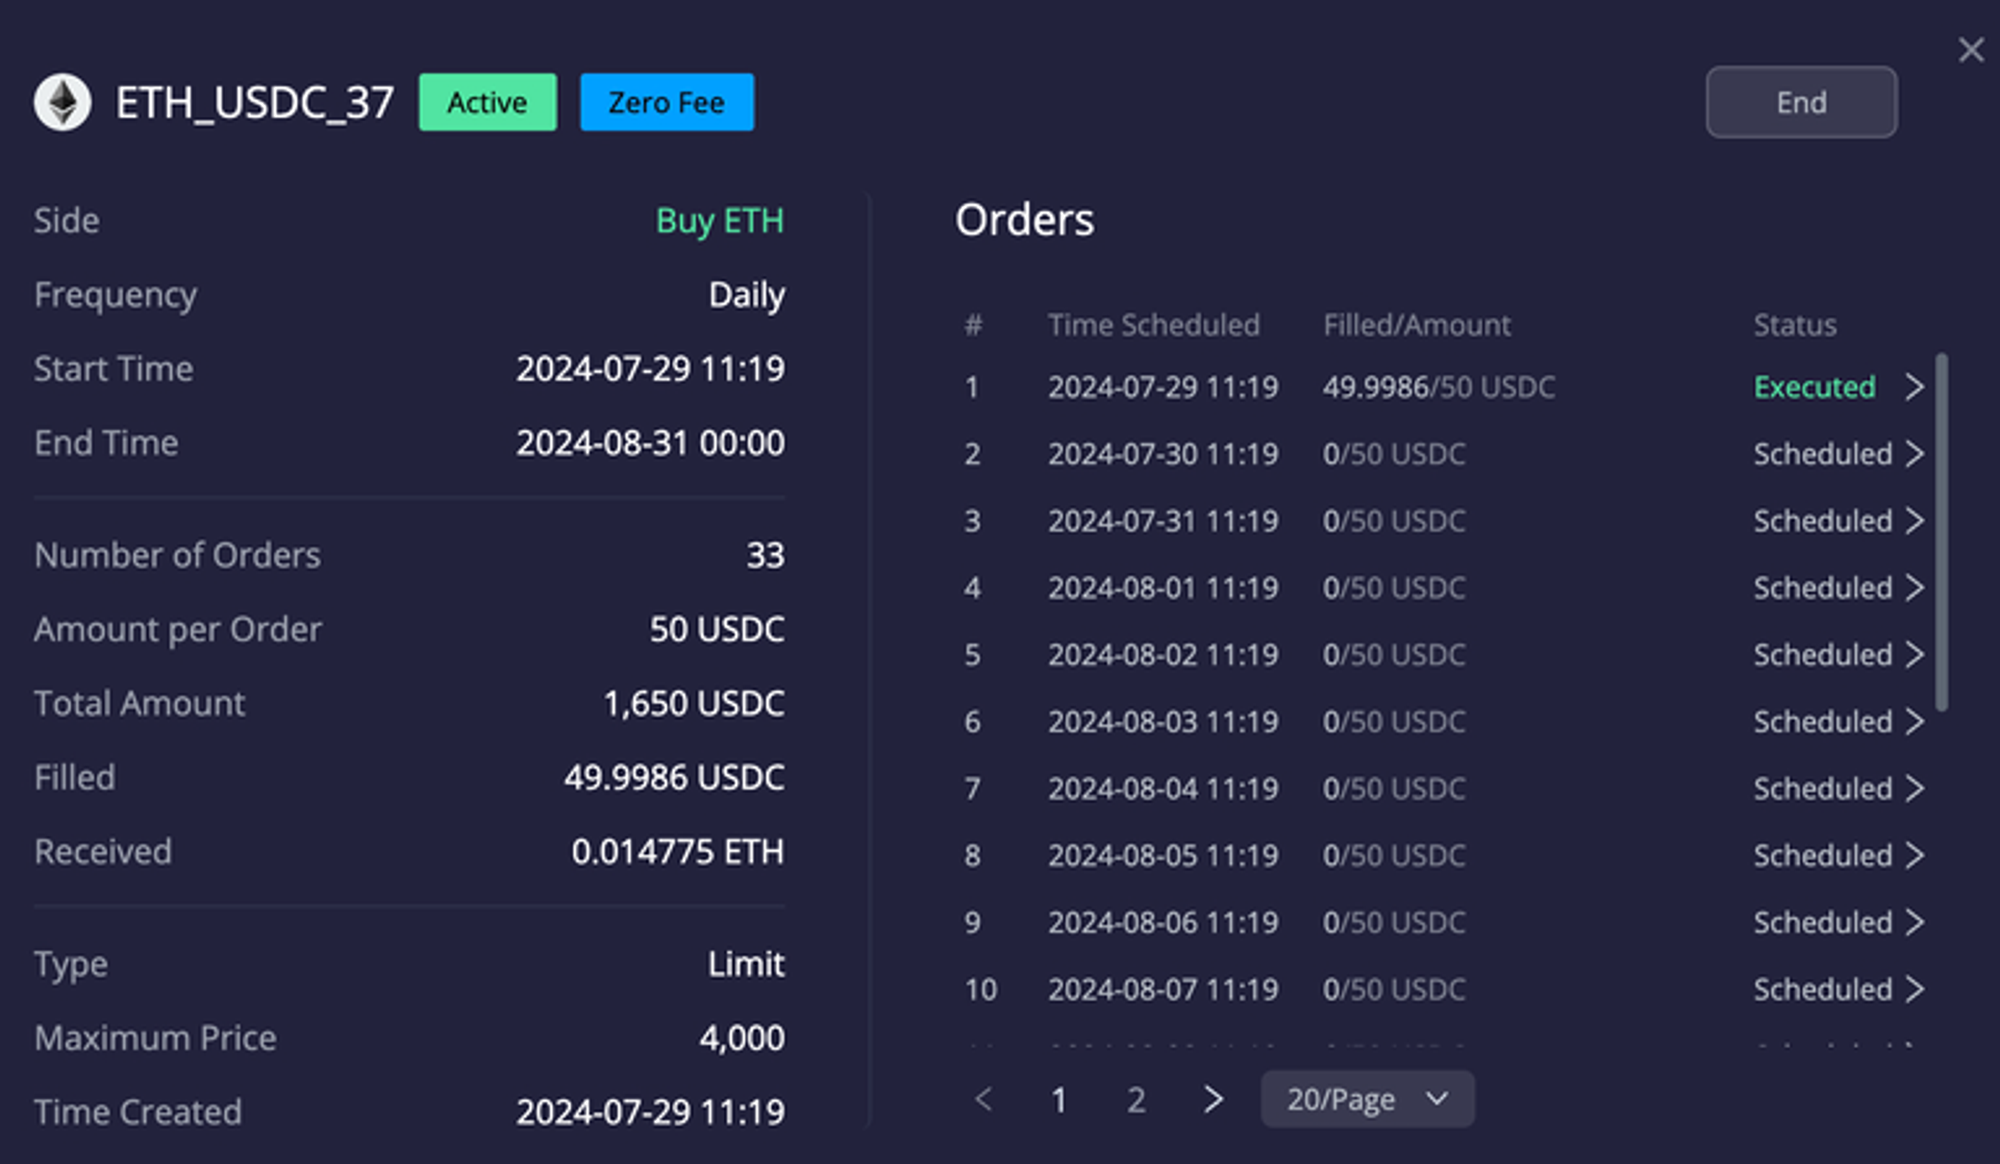 ETH_USDC_37 Active Zero Fee End
Side Buy ETH
Frequency Daily
Start Time 2024-07-29 11:19
End Time 2024-08-31 00:00
Number of Orders 33
Amount per Order 50 USDC
Total Amount 1,650 USDC
Filled 49.9986 USDC
Received 0.014775 ETH
Type Limit
Maximum Price 4,000
Time Created 2024-07-29 11:19
Orders
# Time Scheduled Filled/Amount Status
1 2024-07-29 11:19 49.9986/50 USDC Executed
2 2024-07-30 11:19 0/50 USDC Scheduled
3 2024-07-31 11:19 0/50 USDC Scheduled
4 2024-08-01 11:19 0/50 USDC Scheduled
5 2024-08-02 11:19 0/50 USDC Scheduled
6 2024-08-03 11:19 0/50 USDC Scheduled
7 2024-08-04 11:19 0/50 USDC Scheduled
8 2024-08-05 11:19 0/50 USDC Scheduled
9 2024-08-06 11:19 0/50 USDC Scheduled
10 2024-08-07 11:19 0/50 USDC Scheduled
1 2 20/Page